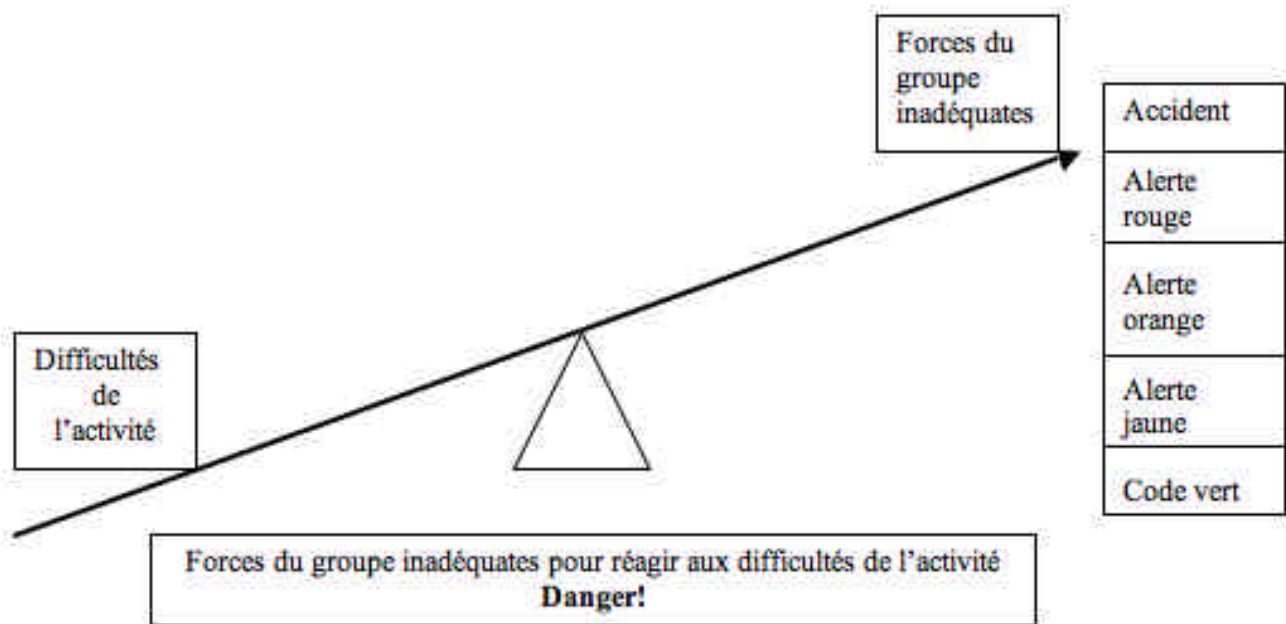 Forces du
groupe
inadéquates
Accident
Alerte
rouge
Alerte
orange
Alerte
jaune
Code vert
Difficultés
de
l’activité
Forces du groupe inadéquates pour réagir aux difficultés de l’activité
Danger!